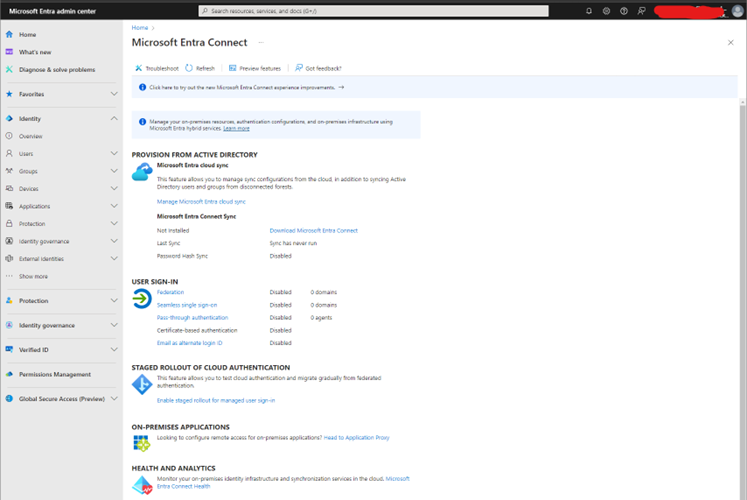 Microsoft Entra admin center
Search resources, services, and docs (G+/)
Home
What's new
Diagnose & solve problems
Favorites
Identity
Overview
Users
Groups
Devices
Applications
Protection
Identity governance
External Identities
Show more
Protection
Identity governance
Verified ID
Permissions Management
Global Secure Access (Preview)
Home
Microsoft Entra Connect
Troubleshoot Refresh Preview features Got feedback?
Click here to try out the new Microsoft Entra Connect experience improvements.
Manage your on-premises resources, authentication configurations, and on-premises infrastructure using
Microsoft Entra hybrid services. Learn more
PROVISION FROM ACTIVE DIRECTORY
Microsoft Entra cloud sync
This feature allows you to manage sync configurations from the cloud, in addition to syncing Active
Directory users and groups from disconnected forests.
Manage Microsoft Entra cloud sync
Microsoft Entra Connect Sync
Not Installed Download Microsoft Entra Connect
Last Sync Sync has never run
Password Hash Sync Disabled
USER SIGN-IN
Federation Disabled 0 domains
Seamless single sign-on Disabled 0 domains
Pass-through authentication Disabled 0 agents
Certificate-based authentication Disabled
Email as alternate login ID Disabled
STAGED ROLLOUT OF CLOUD AUTHENTICATION
This feature allows you to test cloud authentication and migrate gradually from federated
authentication.
Enable staged rollout for managed user sign-in
ON-PREMISES APPLICATIONS
Looking to configure remote access for on-premises applications? Head to Application Proxy
HEALTH AND ANALYTICS
Monitor your on-premises identity infrastructure and synchronization services in the cloud. Microsoft
Entra Connect Health